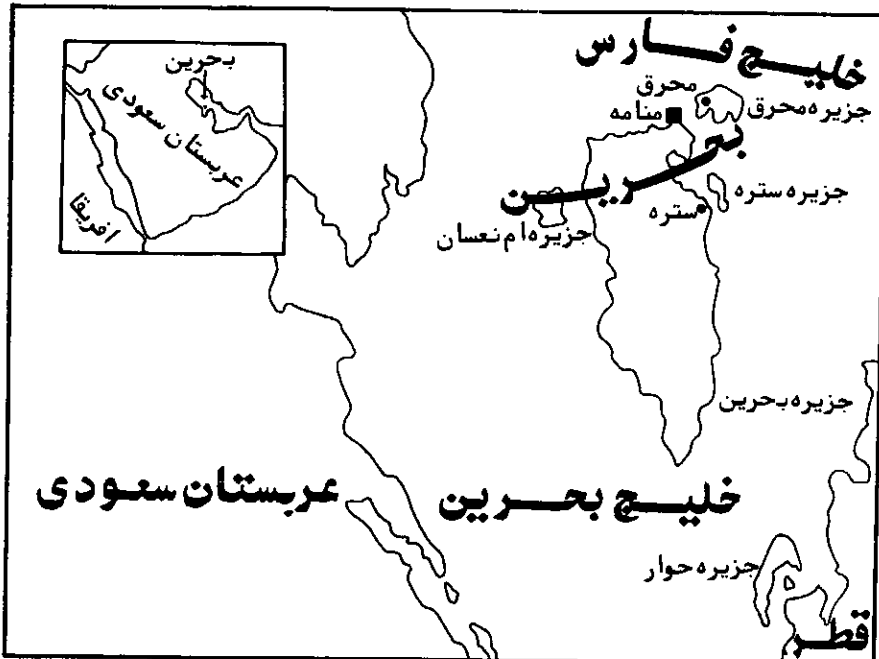 خلیج فارس
محرق
جزیره محرق
منامه
بحرین
جزیره ستره
ستره
جزیره ام نعسان
جزیره بحرین
خلیج بحرین
عربستان سعودی
جزیره حوار
قطر
بحرین
عربستان سعودی
افریقا